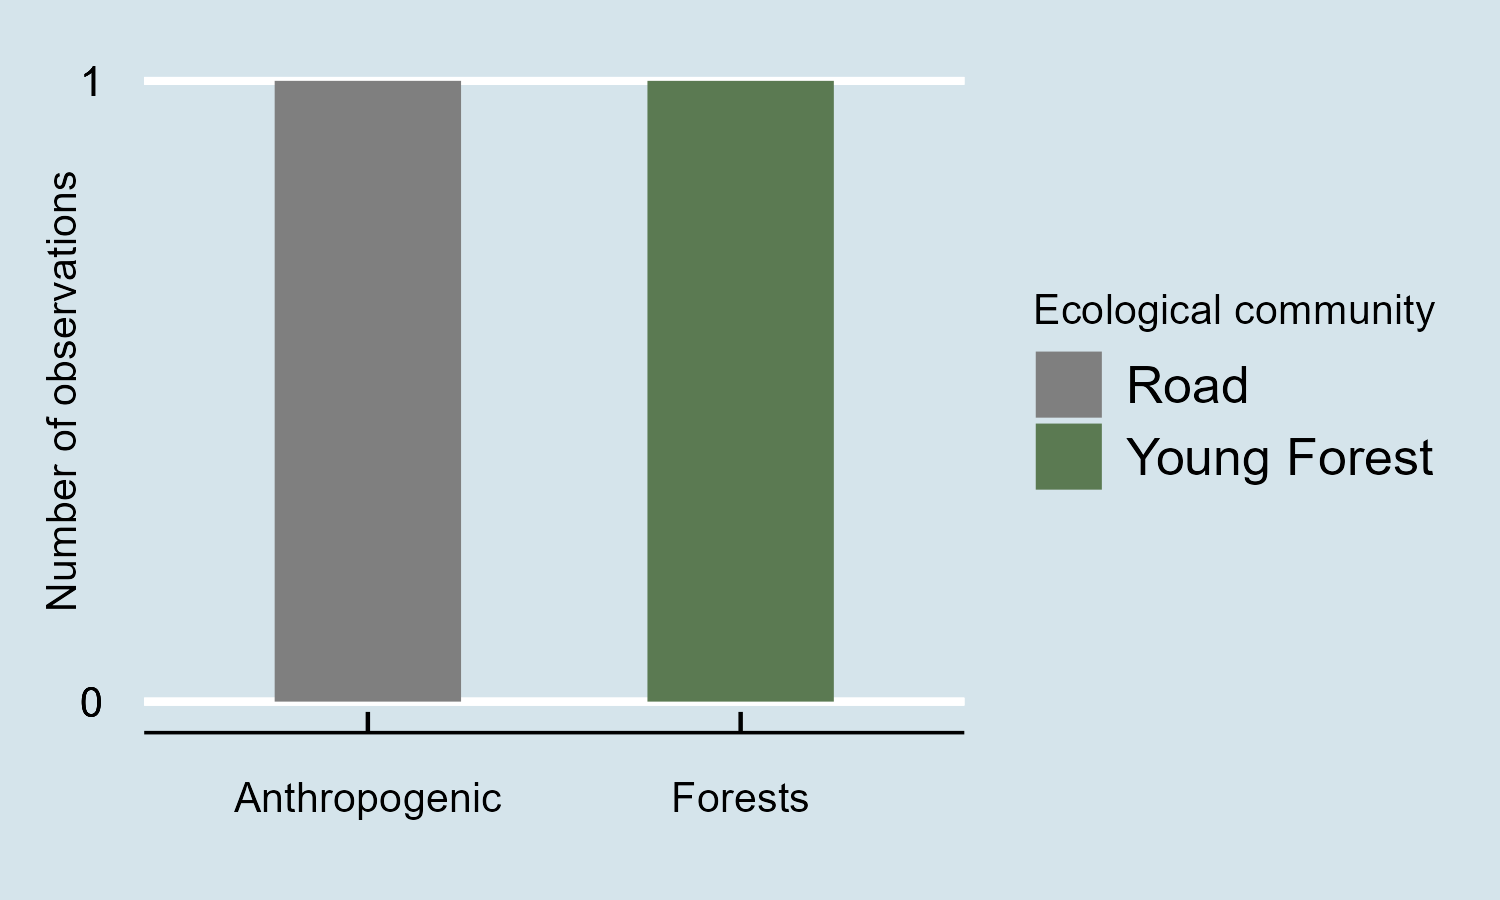 1
0
Number of observations
Anthropogenic
Forests
Ecological community
Road
Young Forest